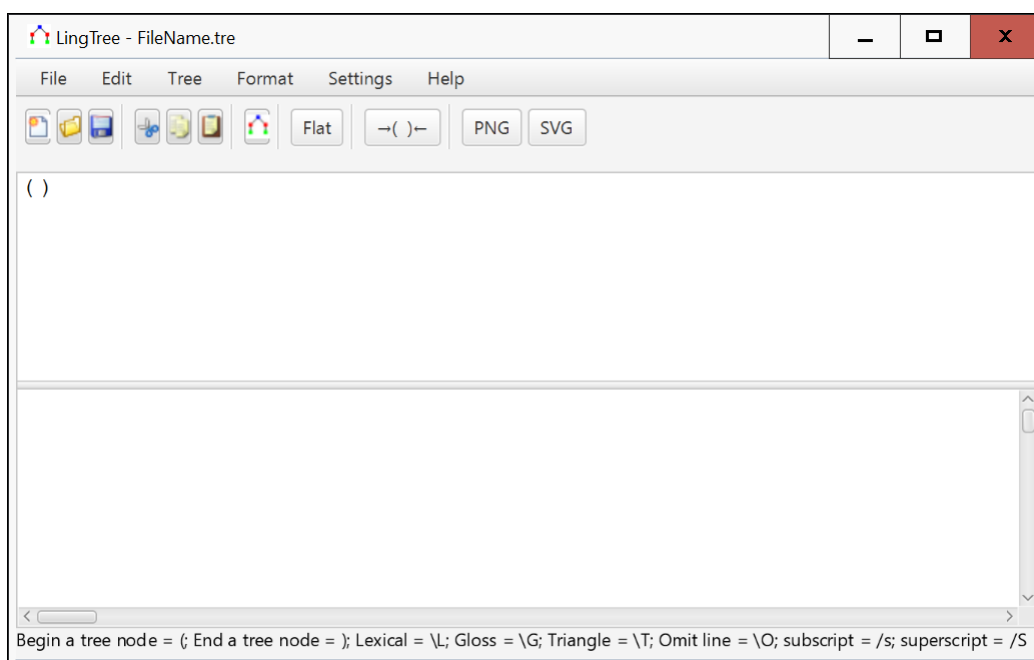 LingTree - FileName.tre
File Edit Tree Format Settings Help
Flat →( )← PNG SVG
( )
Begin a tree node = (; End a tree node = ); Lexical = \L; Gloss = \G; Triangle = \T; Omit line = \O; subscript = /s; superscript = /S